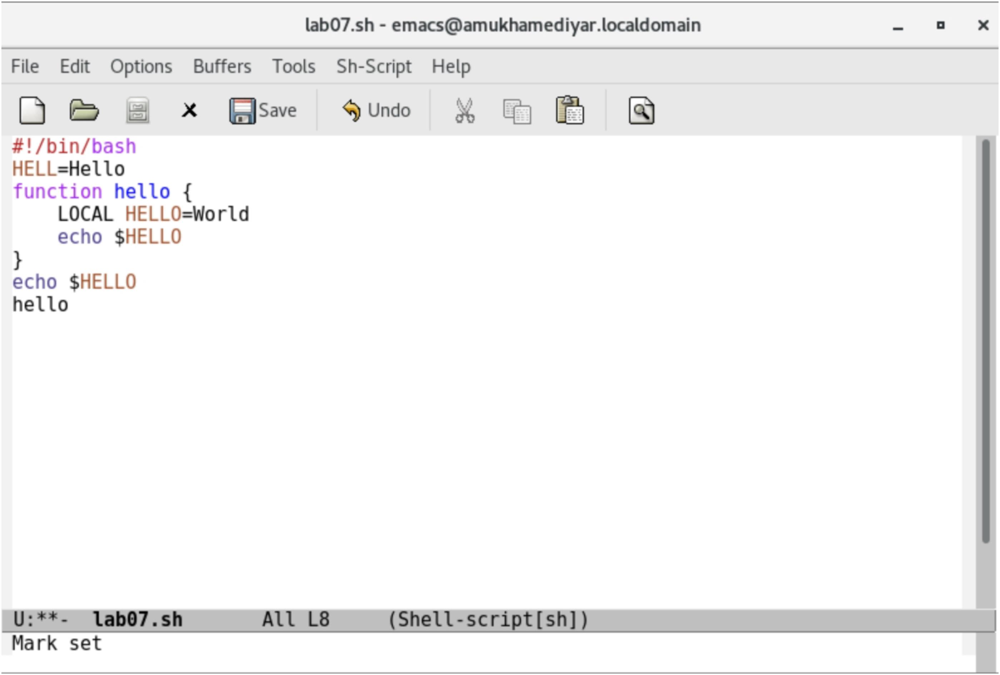 lab07.sh - emacs@amukhamediyar.localdomain
File Edit Options Buffers Tools Sh-Script Help
Save Undo
#!/bin/bash
HELL=Hello
function hello {
    LOCAL HELLO=World
    echo $HELLO
}
echo $HELLO
hello
U:**-  lab07.sh       All L8     (Shell-script[sh])
Mark set